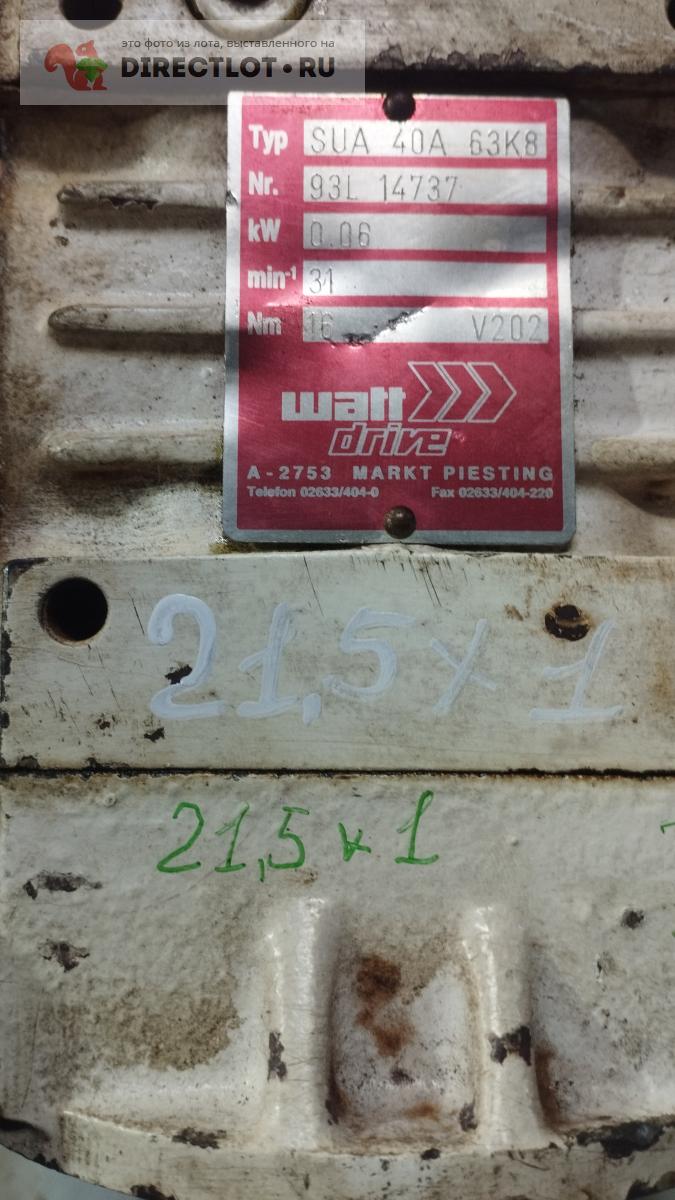 это фото из лота, выставленного на
DIRECTLOT.RU
Typ SUA 40A 63K8
Nr. 93L 14737
kW 0.06
min-1 31
Nm 16 V202
watt
drive
A-2753 MARKT PIESTING
Telefon 02633/404-0 Fax 02633/404-220
21,5 x 1
21,5 x 1